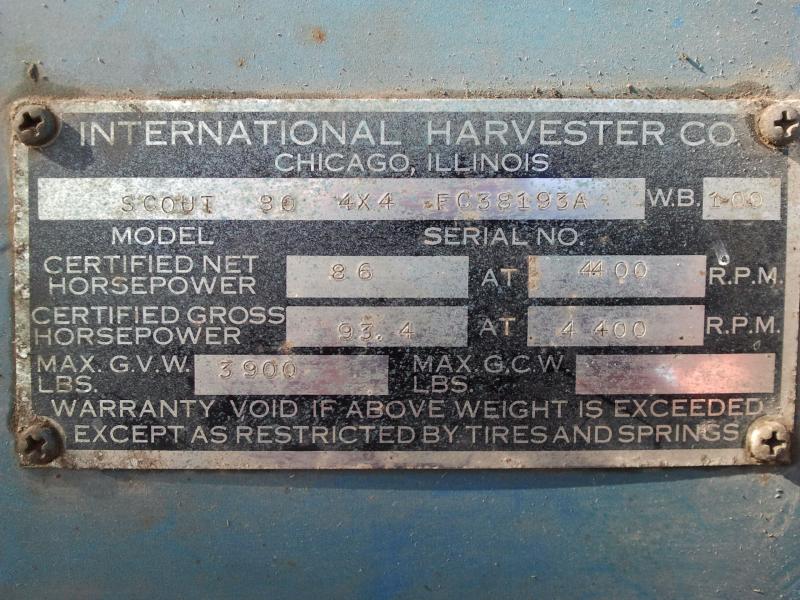 INTERNATIONAL HARVESTER CO.
CHICAGO, ILLINOIS
SCOUT 80 4X4 FC38193A W.B. 100
MODEL SERIAL NO.
CERTIFIED NET HORSEPOWER 86 AT 4400 R.P.M.
CERTIFIED GROSS HORSEPOWER 93.4 AT 4400 R.P.M.
MAX. G.V.W. LBS. 3900 MAX. G.C.W. LBS.
WARRANTY VOID IF ABOVE WEIGHT IS EXCEEDED
EXCEPT AS RESTRICTED BY TIRES AND SPRINGS